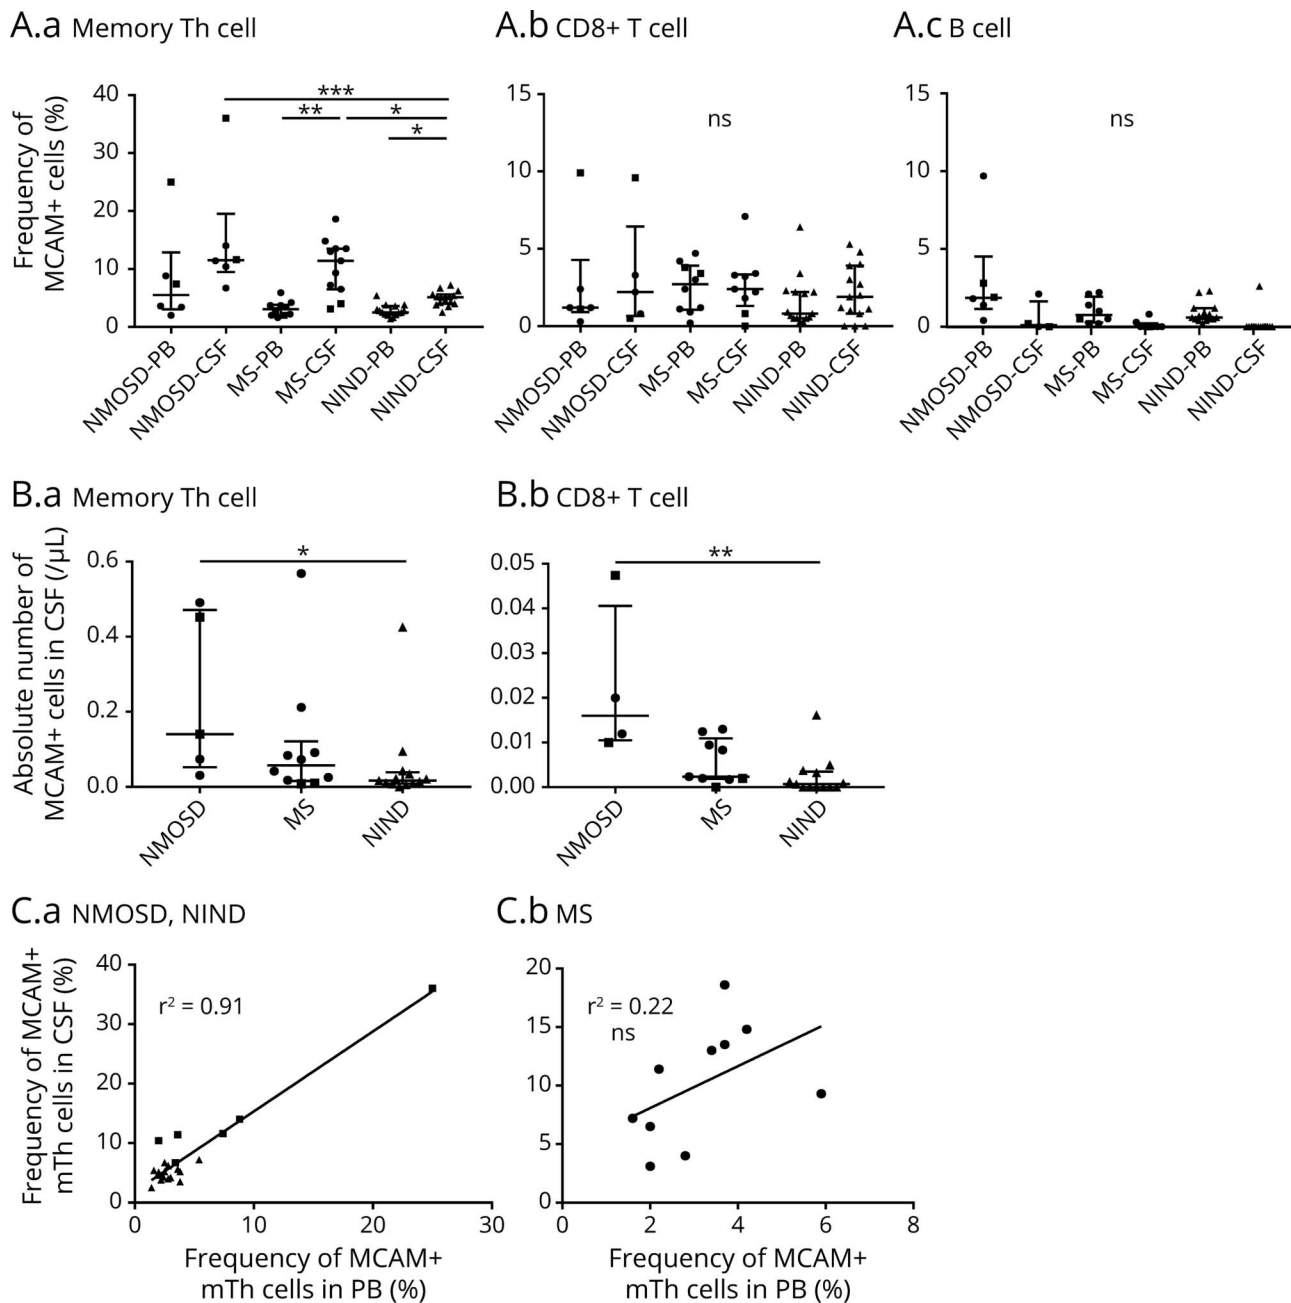 A.a Memory Th cell
Frequency of
MCAM+ cells (%)
40
30
20
10
0
***
**
*
*
NMOSD-PB
NMOSD-CSF
MS-PB
MS-CSF
NIND-PB
NIND-CSF
A.b CD8+ T cell
15
10
5
0
ns
NMOSD-PB
NMOSD-CSF
MS-PB
MS-CSF
NIND-PB
NIND-CSF
A.c B cell
15
10
5
0
ns
NMOSD-PB
NMOSD-CSF
MS-PB
MS-CSF
NIND-PB
NIND-CSF
B.a Memory Th cell
Absolute number of
MCAM+ cells in CSF (/μL)
0.6
0.4
0.2
0.0
*
NMOSD
MS
NIND
B.b CD8+ T cell
0.05
0.04
0.03
0.02
0.01
0.00
**
NMOSD
MS
NIND
C.a NMOSD, NIND
Frequency of MCAM+
mTh cells in CSF (%)
40
30
20
10
0
r² = 0.91
0
10
20
30
Frequency of MCAM+
mTh cells in PB (%)
C.b MS
20
15
10
5
0
r² = 0.22
ns
0
2
4
6
8
Frequency of MCAM+
mTh cells in PB (%)